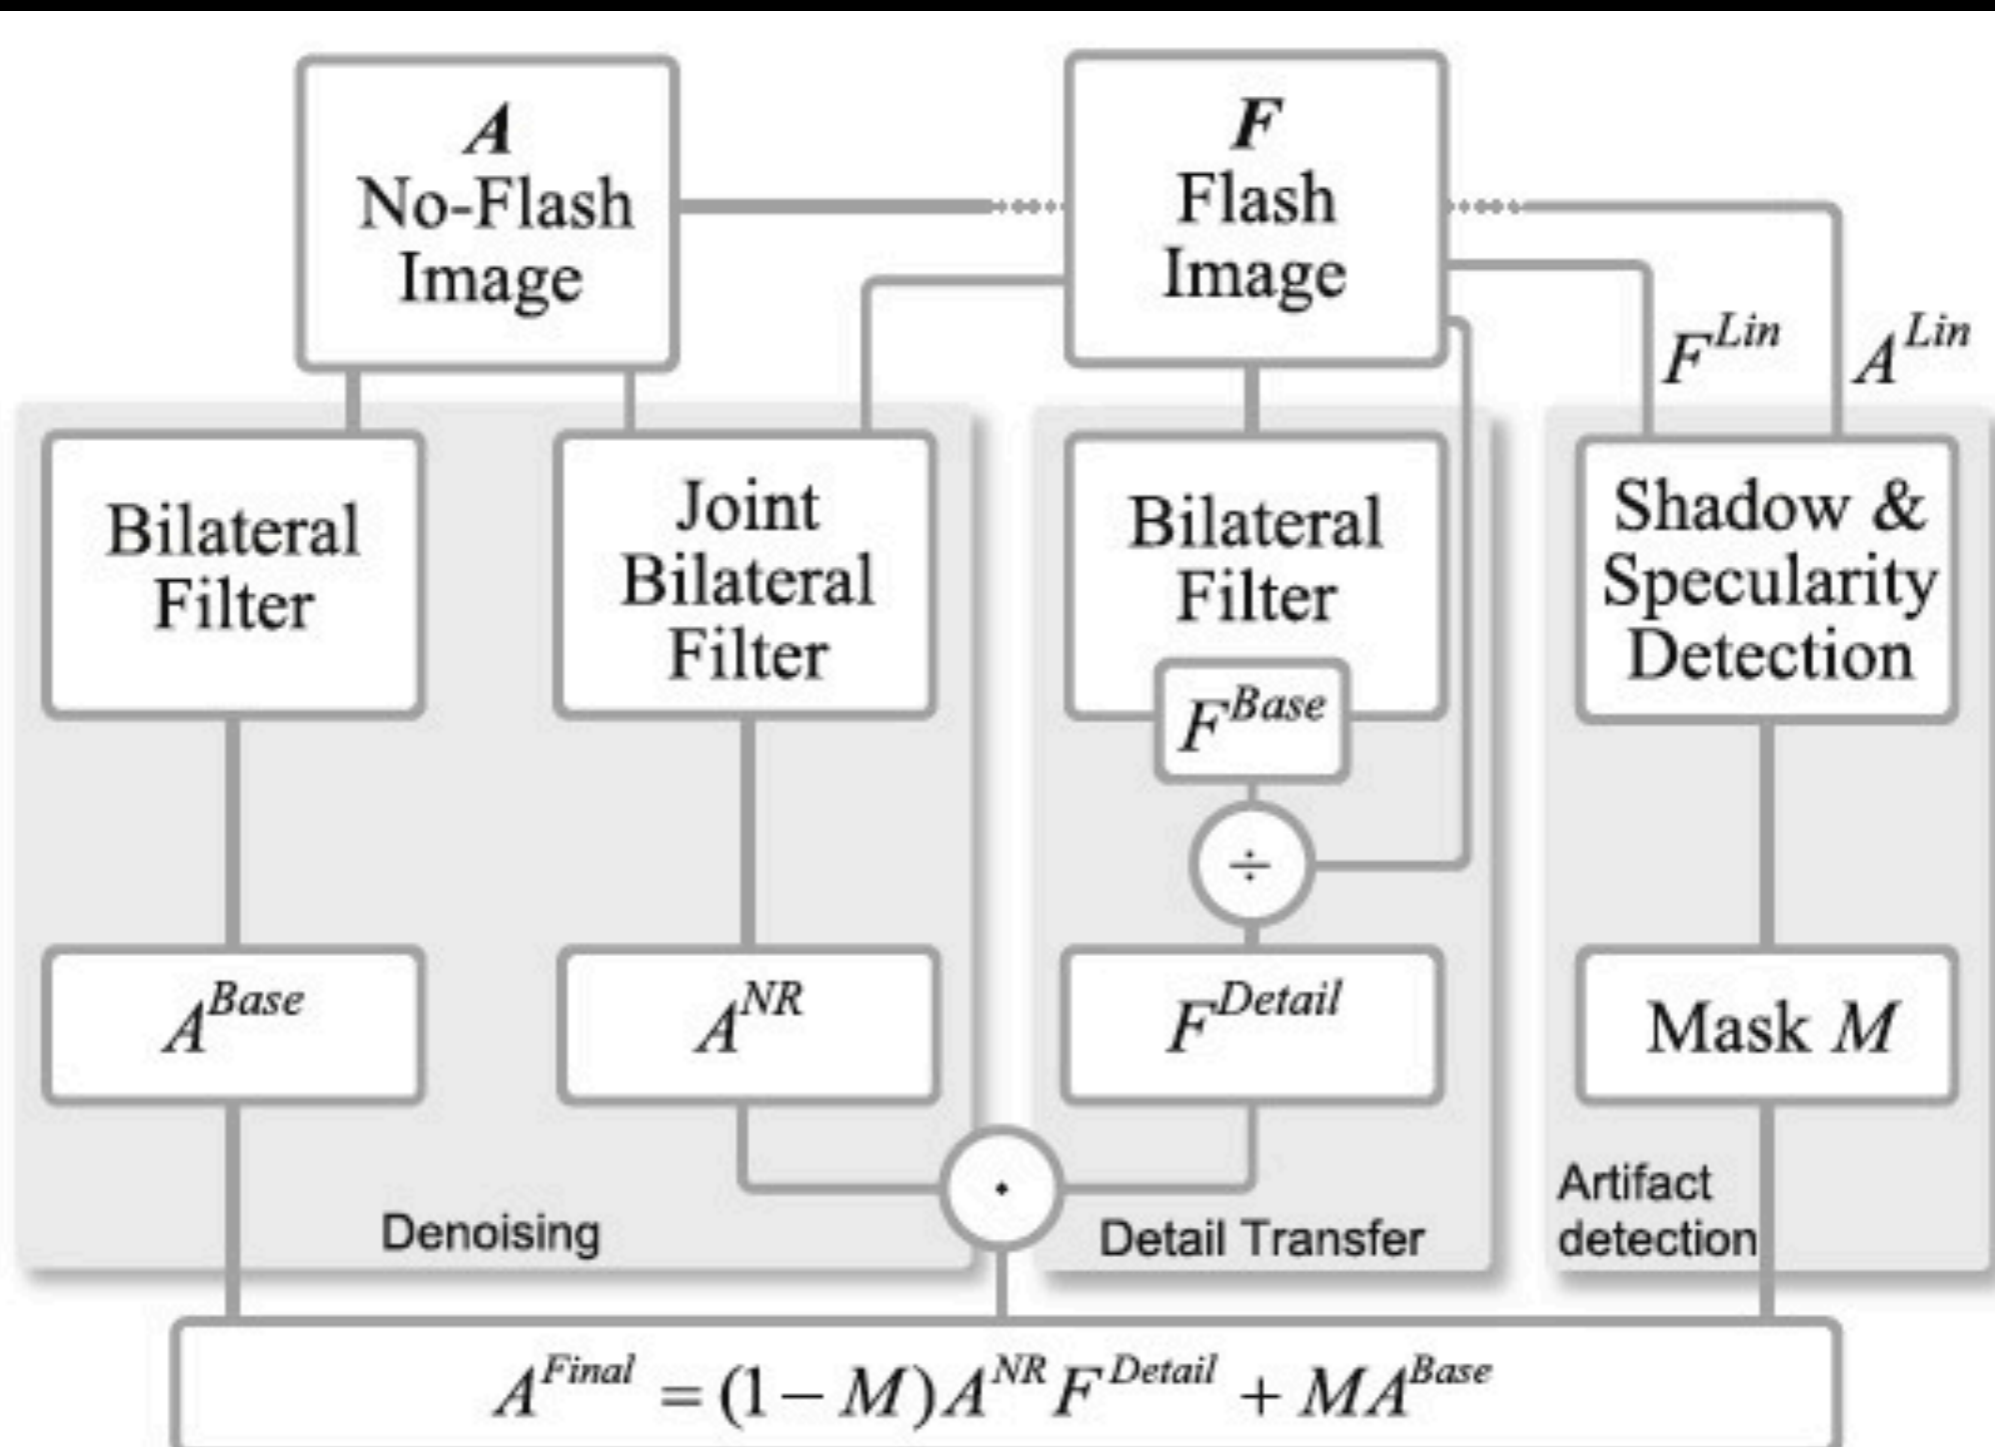 A
No-Flash
Image
F
Flash
Image
F^Lin
A^Lin
Bilateral
Filter
Joint
Bilateral
Filter
Bilateral
Filter
F^Base
Shadow &
Specularity
Detection
÷
A^Base
A^NR
F^Detail
Mask M
·
Denoising
Detail Transfer
Artifact
detection
A^Final = (1 − M)A^NR F^Detail + MA^Base